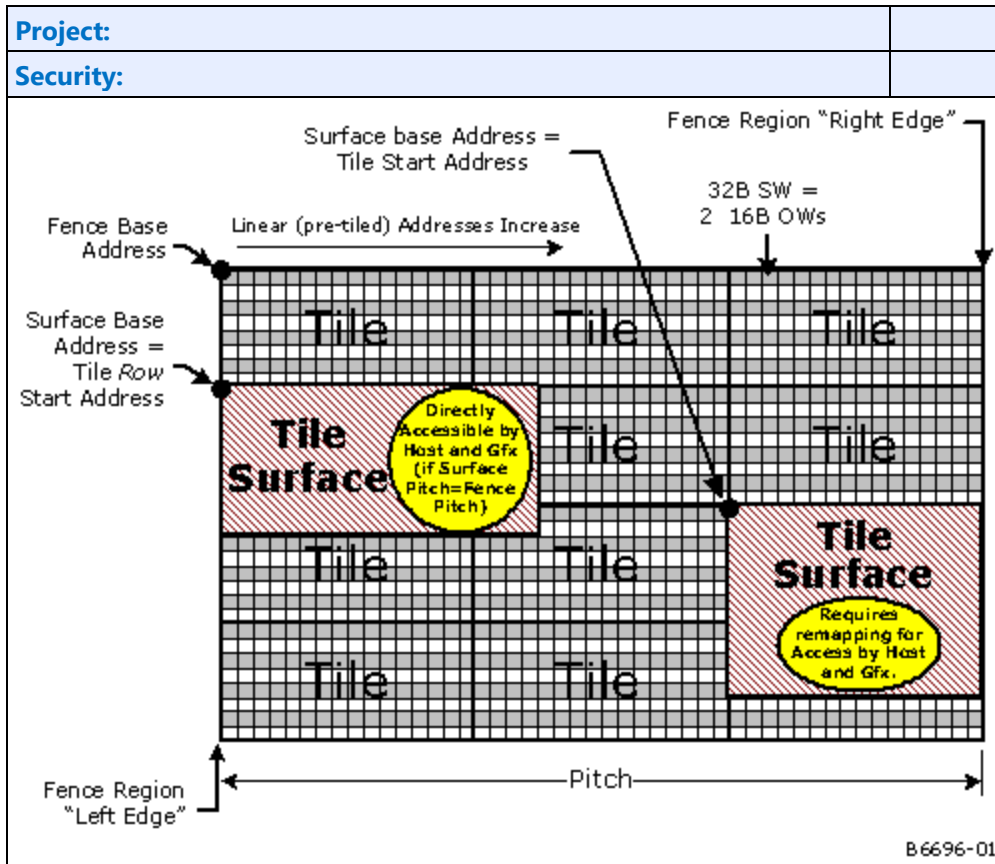 Project:
Security:
Fence Region "Right Edge"
Surface base Address =
Tile Start Address
32B SW =
2 16B OWs
Fence Base
Address
Linear (pre-tiled) Addresses Increase
Tile
Tile
Tile
Surface Base
Address =
Tile Row
Start Address
Tile
Surface
Directly
Accessible by
Host and Gfx
(if Surface
Pitch=Fence
Pitch)
Tile
Tile
Tile
Tile
Tile
Surface
Requires
remapping for
Access by Host
and Gfx.
Tile
Tile
Pitch
Fence Region
"Left Edge"
B6696-01